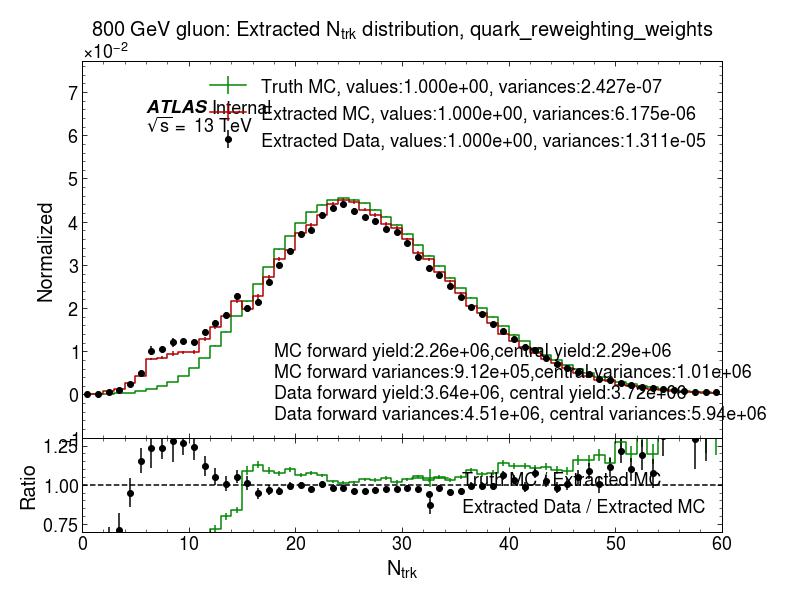 800 GeV gluon: Extracted Ntrk distribution, quark_reweighting_weights
×10−2
Truth MC, values:1.000e+00, variances:2.427e-07
ATLAS Internal
Extracted MC, values:1.000e+00, variances:6.175e-06
√s = 13 TeV
Extracted Data, values:1.000e+00, variances:1.311e-05
7
6
5
4
3
2
1
0
−1
Normalized
MC forward yield:2.26e+06,central yield:2.29e+06
MC forward variances:9.12e+05,central variances:1.01e+06
Data forward yield:3.64e+06, central yield:3.72e+06
Data forward variances:4.51e+06, central variances:5.94e+06
1.25
1.00
0.75
Ratio
Truth MC / Extracted MC
Extracted Data / Extracted MC
0 10 20 30 40 50 60
Ntrk